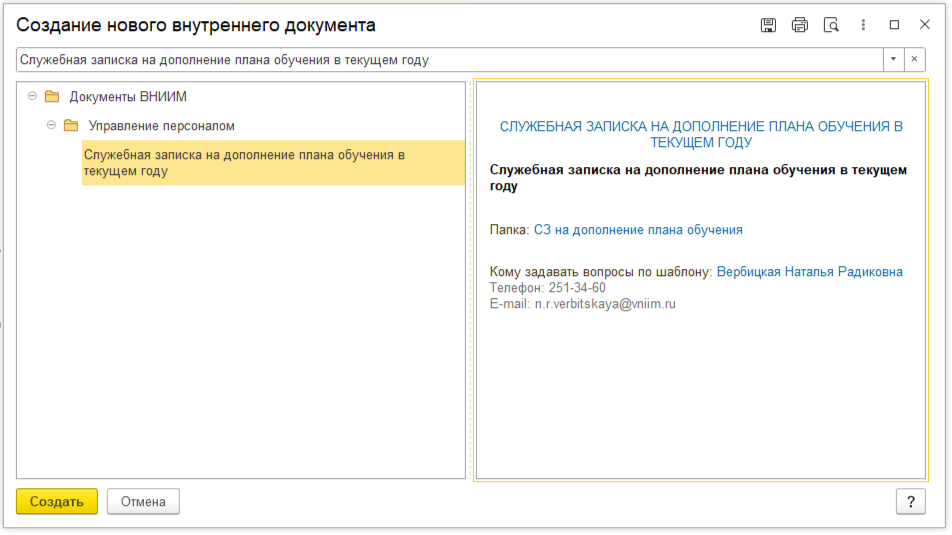 Создание нового внутреннего документа
Служебная записка на дополнение плана обучения в текущем году
Документы ВНИИМ
Управление персоналом
Служебная записка на дополнение плана обучения в
текущем году
СЛУЖЕБНАЯ ЗАПИСКА НА ДОПОЛНЕНИЕ ПЛАНА ОБУЧЕНИЯ В
ТЕКУЩЕМ ГОДУ
Служебная записка на дополнение плана обучения в текущем
году
Папка: СЗ на дополнение плана обучения
Кому задавать вопросы по шаблону: Вербицкая Наталья Радиковна
Телефон: 251-34-60
E-mail: n.r.verbitskaya@vniim.ru
Создать
Отмена
?